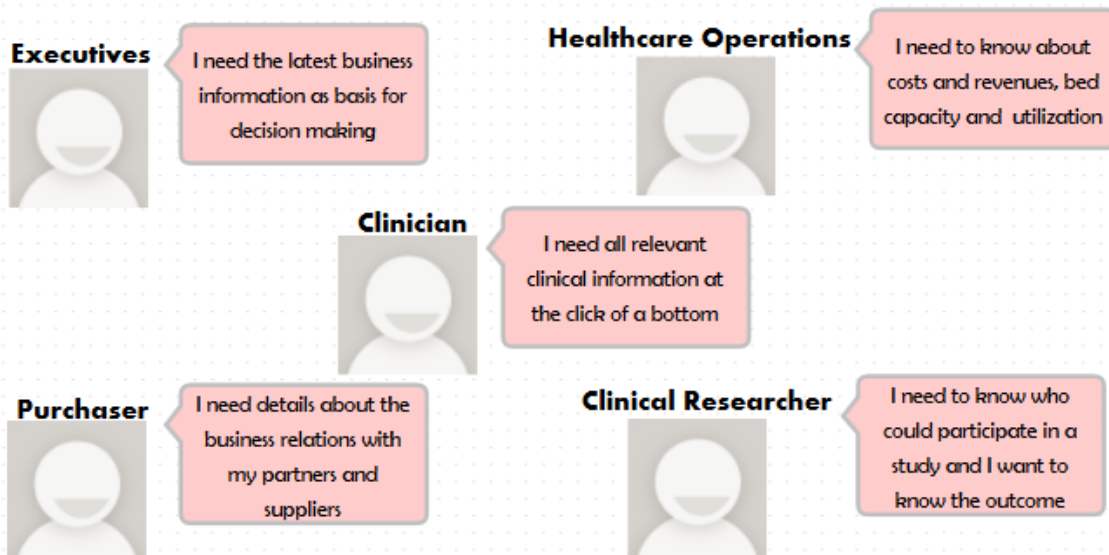 Executives
I need the latest business
information as basis for
decision making
Healthcare Operations
I need to know about
costs and revenues, bed
capacity and utilization
Clinician
I need all relevant
clinical information at
the click of a bottom
Purchaser
I need details about the
business relations with
my partners and
suppliers
Clinical Researcher
I need to know who
could participate in a
study and I want to
know the outcome